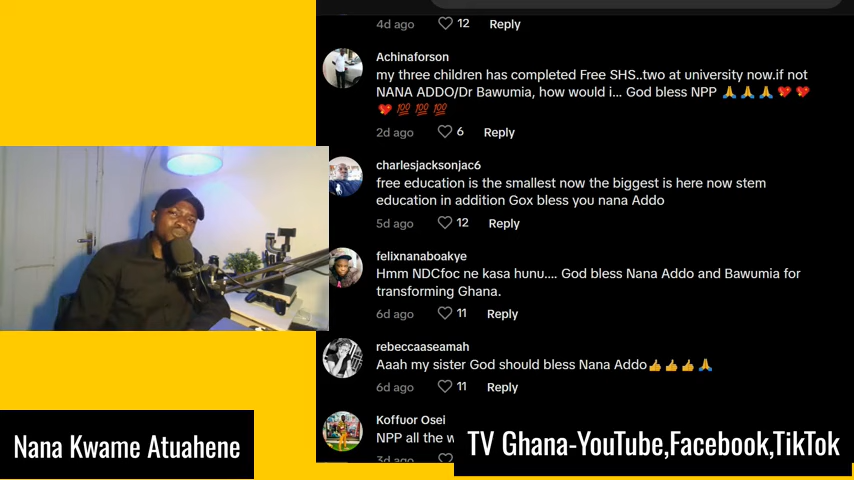 4d ago 12 Reply
Achinaforson
my three children has completed Free SHS..two at university now.if not
NANA ADDO/Dr Bawumia, how would i... God bless NPP 🙏🙏🙏💖💖
💖💯💯💯
2d ago 6 Reply
charlesjacksonjac6
free education is the smallest now the biggest is here now stem
education in addition Gox bless you nana Addo
5d ago 12 Reply
felixnanaboakye
Hmm NDCfoc ne kasa hunu.... God bless Nana Addo and Bawumia for
transforming Ghana.
6d ago 11 Reply
rebeccaaseamah
Aaah my sister God should bless Nana Addo👍👍👍🙏
6d ago 11 Reply
Koffuor Osei
NPP all the
3d ago
Nana Kwame Atuahene
TV Ghana-YouTube,Facebook,TikTok